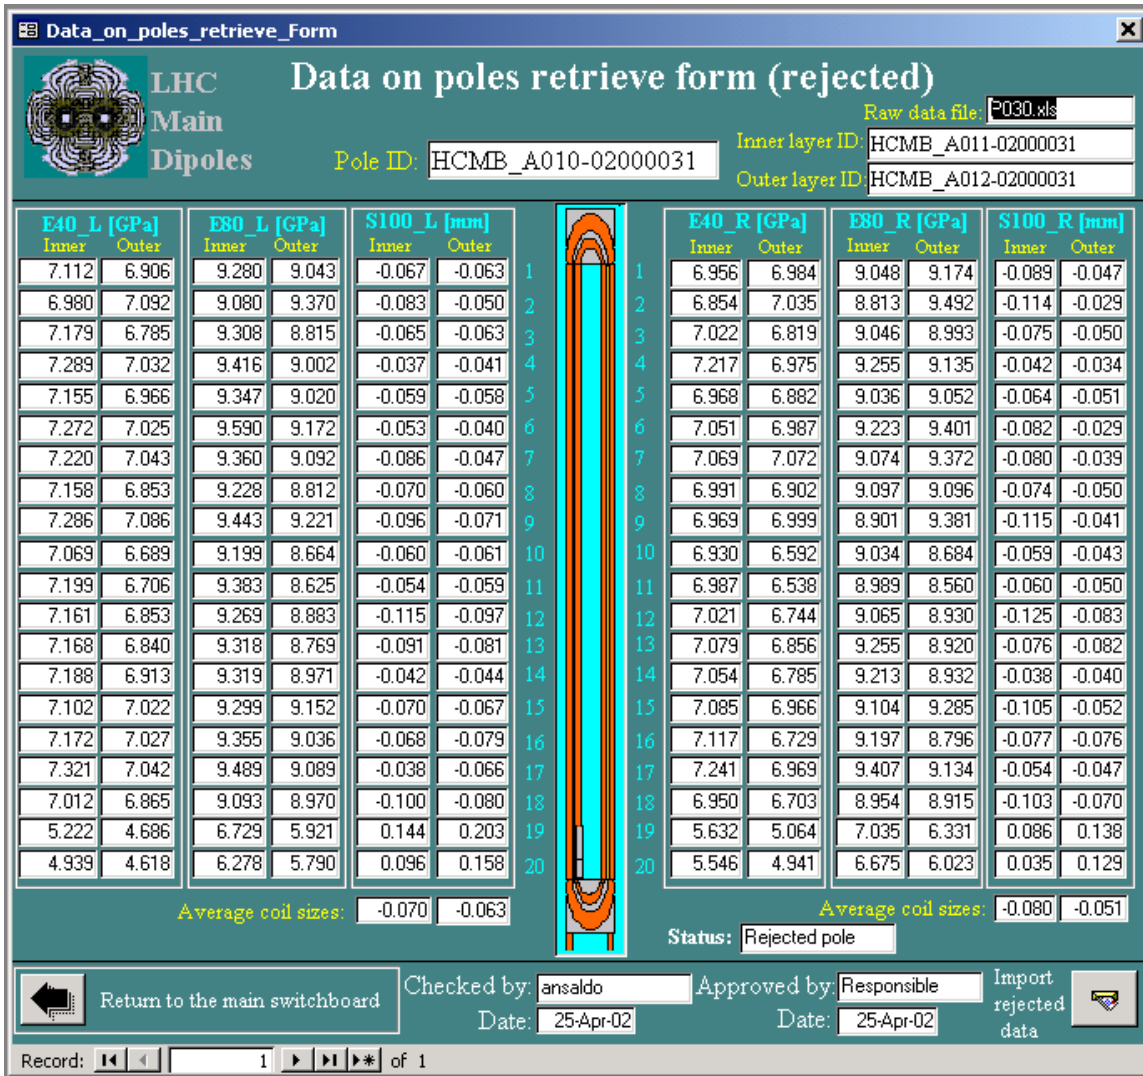 Data_on_poles_retrieve_Form
LHC
Main
Dipoles
Data on poles retrieve form (rejected)
Raw data file: P030.xls
Pole ID: HCMB_A010-02000031
Inner layer ID: HCMB_A011-02000031
Outer layer ID: HCMB_A012-02000031
E40_L [GPa] E80_L [GPa] S100_L [mm] E40_R [GPa] E80_R [GPa] S100_R [mm]
Inner Outer Inner Outer Inner Outer Inner Outer Inner Outer Inner Outer
7.112 6.906 9.280 9.043 -0.067 -0.063 1 1 6.956 6.984 9.048 9.174 -0.089 -0.047
6.980 7.092 9.080 9.370 -0.083 -0.050 2 2 6.854 7.035 8.813 9.492 -0.114 -0.029
7.179 6.785 9.308 8.815 -0.065 -0.063 3 3 7.022 6.819 9.046 8.993 -0.075 -0.050
7.289 7.032 9.416 9.002 -0.037 -0.041 4 4 7.217 6.975 9.255 9.135 -0.042 -0.034
7.155 6.966 9.347 9.020 -0.059 -0.058 5 5 6.968 6.882 9.036 9.052 -0.064 -0.051
7.272 7.025 9.590 9.172 -0.053 -0.040 6 6 7.051 6.987 9.223 9.401 -0.082 -0.029
7.220 7.043 9.360 9.092 -0.086 -0.047 7 7 7.069 7.072 9.074 9.372 -0.080 -0.039
7.158 6.853 9.228 8.812 -0.070 -0.060 8 8 6.991 6.902 9.097 9.096 -0.074 -0.050
7.286 7.086 9.443 9.221 -0.096 -0.071 9 9 6.969 6.999 8.901 9.381 -0.115 -0.041
7.069 6.689 9.199 8.664 -0.060 -0.061 10 10 6.930 6.592 9.034 8.684 -0.059 -0.043
7.199 6.706 9.383 8.625 -0.054 -0.059 11 11 6.987 6.538 8.989 8.560 -0.060 -0.050
7.161 6.853 9.269 8.883 -0.115 -0.097 12 12 7.021 6.744 9.065 8.930 -0.125 -0.083
7.168 6.840 9.318 8.769 -0.091 -0.081 13 13 7.079 6.856 9.255 8.920 -0.076 -0.082
7.188 6.913 9.319 8.971 -0.042 -0.044 14 14 7.054 6.785 9.213 8.932 -0.038 -0.040
7.102 7.022 9.299 9.152 -0.070 -0.067 15 15 7.085 6.966 9.104 9.285 -0.105 -0.052
7.172 7.027 9.355 9.036 -0.068 -0.079 16 16 7.117 6.729 9.197 8.796 -0.077 -0.076
7.321 7.042 9.489 9.089 -0.038 -0.066 17 17 7.241 6.969 9.407 9.134 -0.054 -0.047
7.012 6.865 9.093 8.970 -0.100 -0.080 18 18 6.950 6.703 8.954 8.915 -0.103 -0.070
5.222 4.686 6.729 5.921 0.144 0.203 19 19 5.632 5.064 7.035 6.331 0.086 0.138
4.939 4.618 6.278 5.790 0.096 0.158 20 20 5.546 4.941 6.675 6.023 0.035 0.129
Average coil sizes: -0.070 -0.063 Average coil sizes: -0.080 -0.051
Status: Rejected pole
Return to the main switchboard
Checked by: ansaldo
Date: 25-Apr-02
Approved by: Responsible
Date: 25-Apr-02
Import
rejected
data
Record: 1 of 1